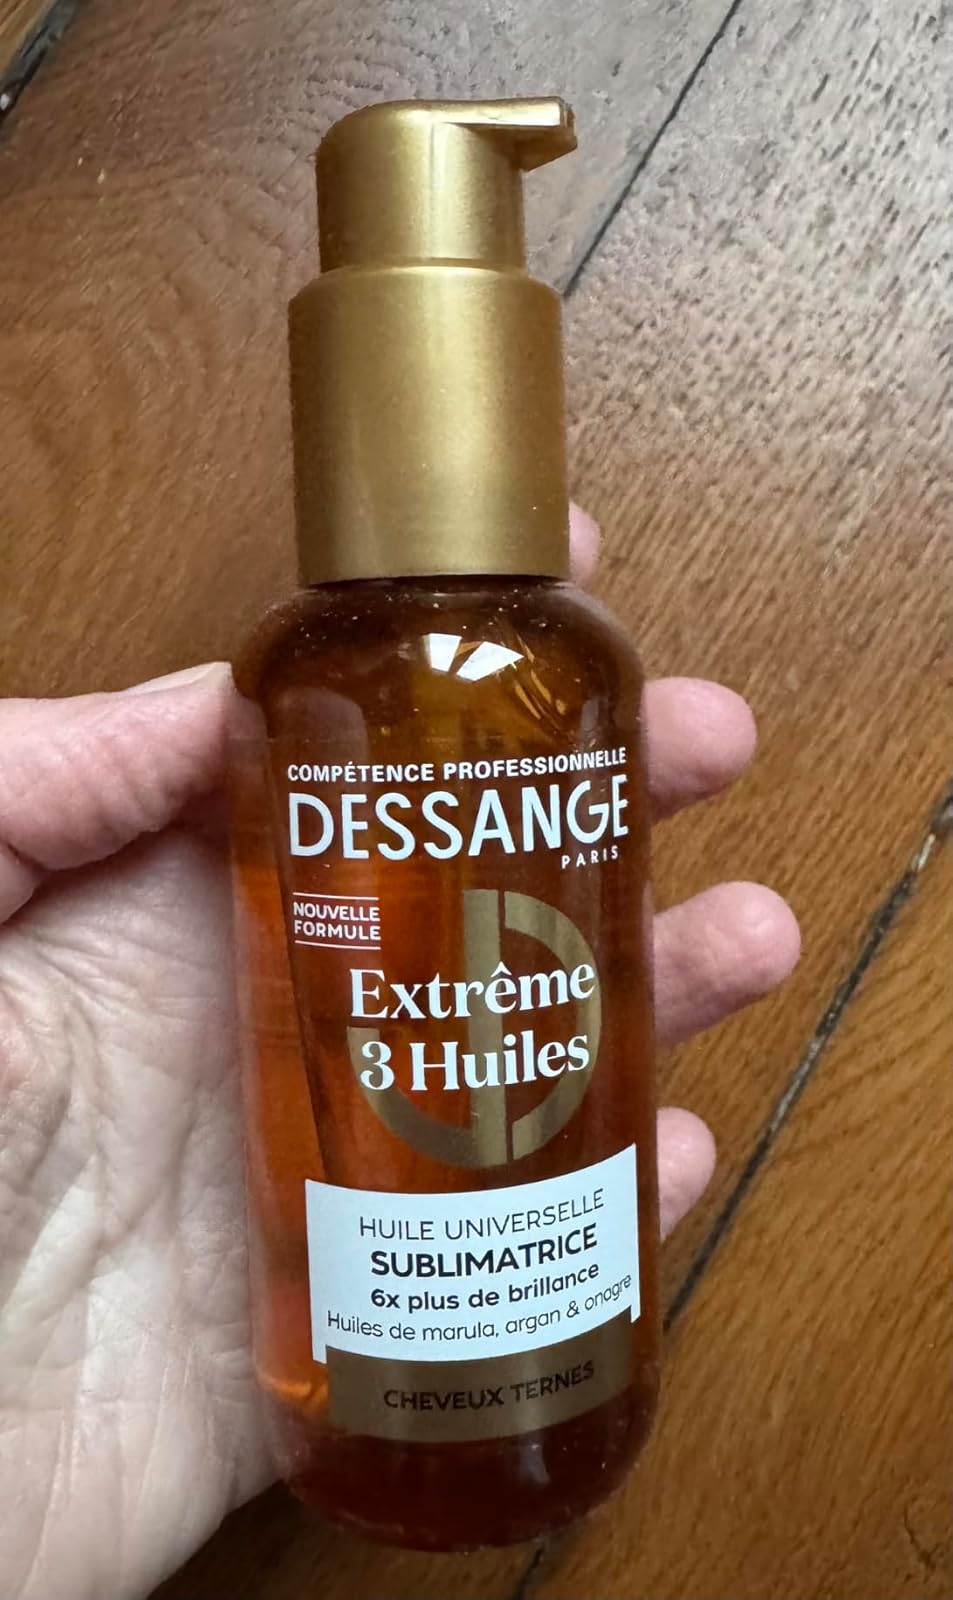 COMPÉTENCE PROFESSIONNELLE
DESSANGE
PARIS
NOUVELLE
FORMULE
Extrême
3 Huiles
HUILE UNIVERSELLE
SUBLIMATRICE
6x plus de brillance
Huiles de marula, argan & onagre
CHEVEUX TERNES